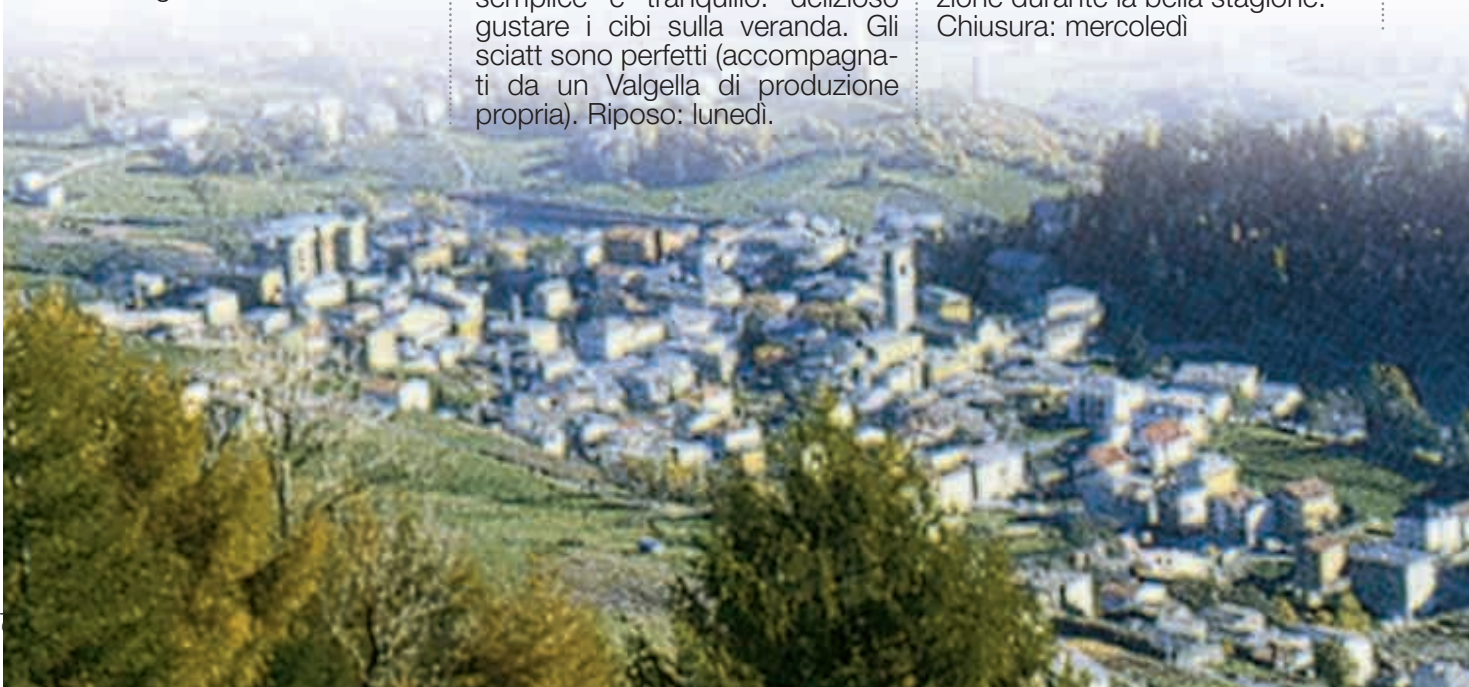 semplice e tranquillo: delizioso
gustare i cibi sulla veranda. Gli
sciatt sono perfetti (accompagna-
ti da un Valgella di produzione
propria). Riposo: lunedì.
zione durante la bella stagione.
Chiusura: mercoledì